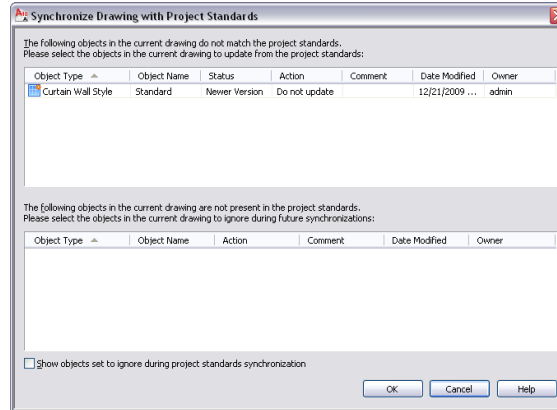 Synchronize Drawing with Project Standards
The following objects in the current drawing do not match the project standards.
Please select the objects in the current drawing to update from the project standards:
Object Type Object Name Status Action Comment Date Modified Owner
Curtain Wall Style Standard Newer Version Do not update 12/21/2009 ... admin
The following objects in the current drawing are not present in the project standards.
Please select the objects in the current drawing to ignore during future synchronizations:
Object Type Object Name Action Comment Date Modified Owner
Show objects set to ignore during project standards synchronization
OK Cancel Help